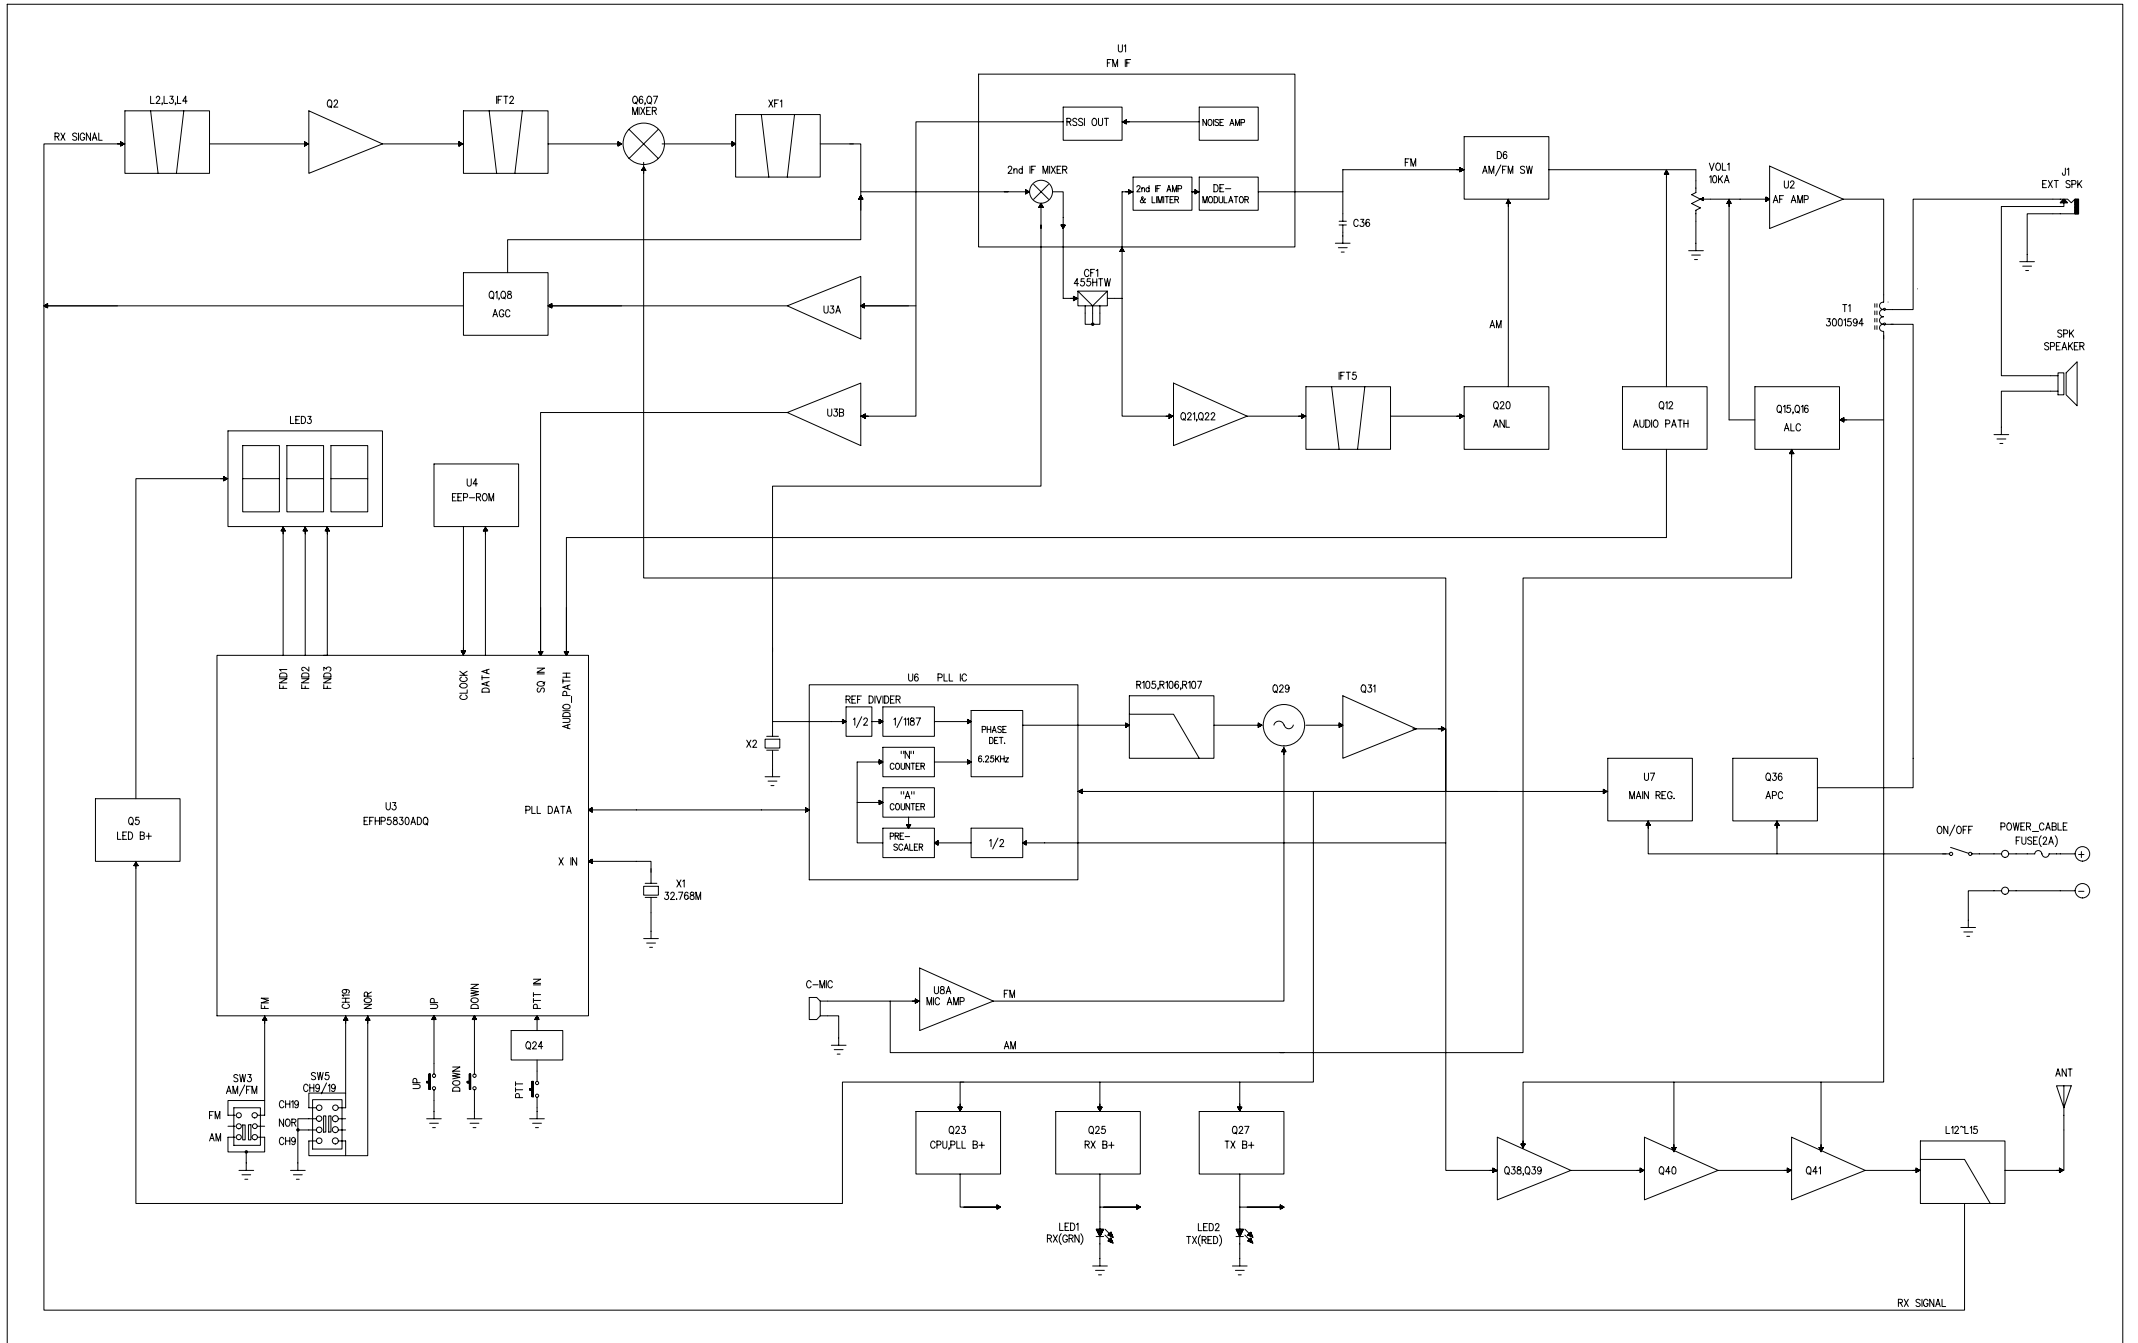 U1
FM IF
L2,L3,L4
Q2
IFT2
Q6,Q7
MIXER
XF1
RX SIGNAL
RSSI OUT
NOISE AMP
2nd IF MIXER
2nd IF AMP
& LIMITER
DE-
MODULATOR
FM
C36
D6
AM/FM SW
VOL1
10KA
U2
AF AMP
J1
EXT SPK
Q1,Q8
AGC
U3A
CF1
455HTW
AM
T1
3001594
SPK
SPEAKER
U3B
Q21,Q22
IFT5
Q20
ANL
Q12
AUDIO PATH
Q15,Q16
ALC
LED3
U4
EEP-ROM
FND1
FND2
FND3
CLOCK
DATA
SQ IN
AUDIO_PATH
U3
EFHP5830ADQ
PLL DATA
X IN
X1
32.768M
Q5
LED B+
X2
U6 PLL IC
REF DIVIDER
1/2
1/1187
PHASE
DET.
6.25KHz
"N"
COUNTER
"A"
COUNTER
PRE-
SCALER
1/2
R105,R106,R107
Q29
Q31
U7
MAIN REG.
Q36
APC
ON/OFF
POWER_CABLE
FUSE(2A)
+
-
FM
CH19
NOR
UP
DOWN
PTT IN
Q24
SW3
AM/FM
FM
AM
SW5
CH9/19
CH19
NOR
CH9
UP
DOWN
PTT
C-MIC
U8A
MIC AMP
FM
AM
Q23
CPU,PLL B+
Q25
RX B+
Q27
TX B+
LED1
RX(GRN)
LED2
TX(RED)
Q38,Q39
Q40
Q41
L12~L15
ANT
RX SIGNAL